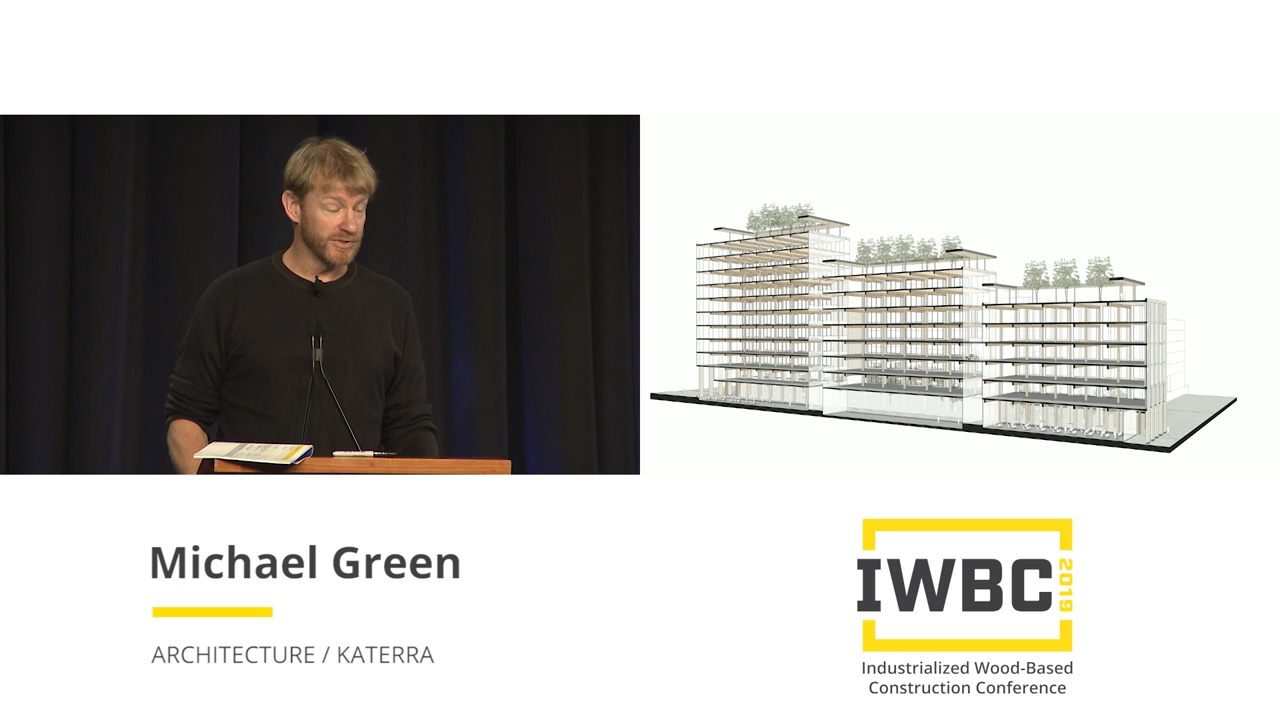 Michael Green
ARCHITECTURE / KATERRA
IWBC 2019
Industrialized Wood-Based
Construction Conference